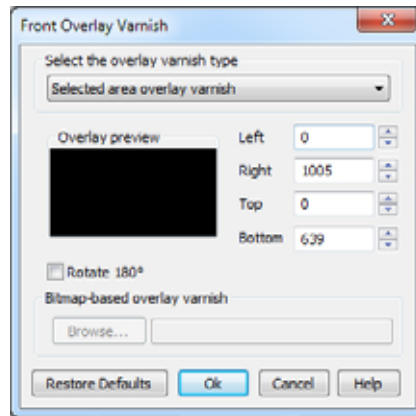 Front Overlay Varnish
Select the overlay varnish type
Selected area overlay varnish
Overlay preview
Left 0
Right 1005
Top 0
Bottom 639
Rotate 180°
Bitmap-based overlay varnish
Browse...
Restore Defaults Ok Cancel Help